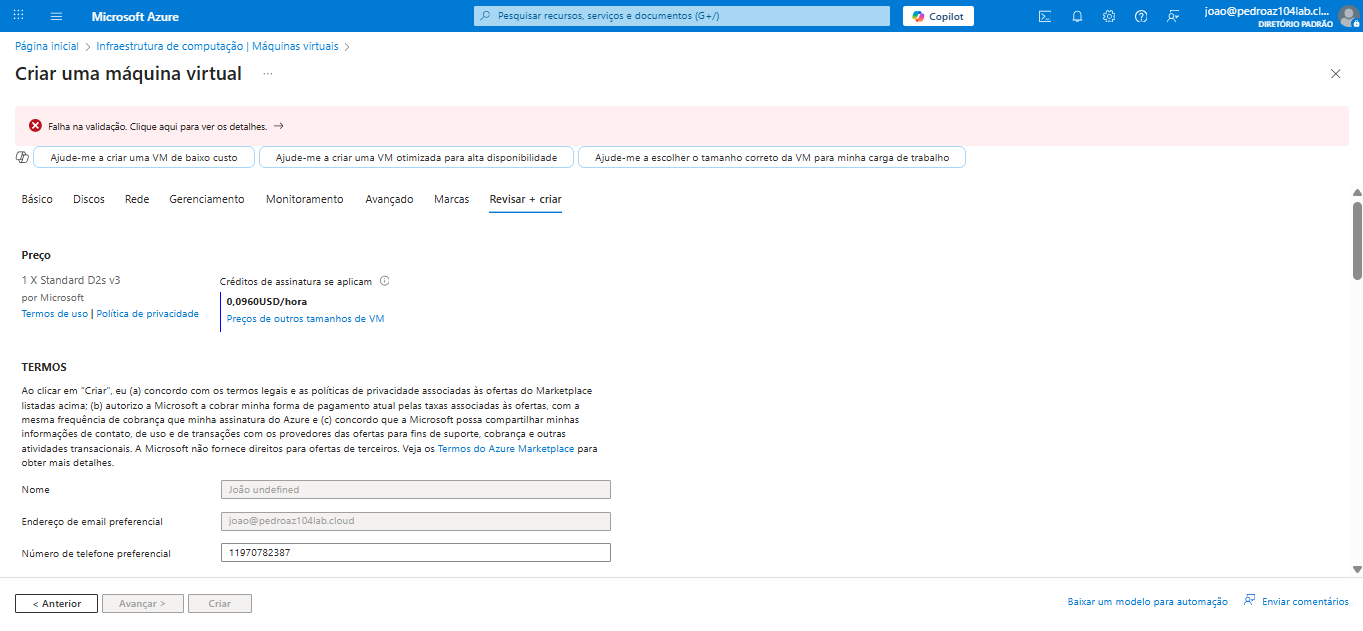 Microsoft Azure
Pesquisar recursos, serviços e documentos (G+/)
Copilot
joao@pedroaz104lab.cl...
DIRETÓRIO PADRÃO
Página inicial > Infraestrutura de computação | Máquinas virtuais >
Criar uma máquina virtual ...
Falha na validação. Clique aqui para ver os detalhes. →
Ajude-me a criar uma VM de baixo custo
Ajude-me a criar uma VM otimizada para alta disponibilidade
Ajude-me a escolher o tamanho correto da VM para minha carga de trabalho
Básico Discos Rede Gerenciamento Monitoramento Avançado Marcas Revisar + criar
Preço
1 X Standard D2s v3
por Microsoft
Termos de uso | Política de privacidade
Créditos de assinatura se aplicam
0,0960USD/hora
Preços de outros tamanhos de VM
TERMOS
Ao clicar em "Criar", eu (a) concordo com os termos legais e as políticas de privacidade associadas às ofertas do Marketplace
listadas acima; (b) autorizo a Microsoft a cobrar minha forma de pagamento atual pelas taxas associadas às ofertas, com a
mesma frequência de cobrança que minha assinatura do Azure e (c) concordo que a Microsoft possa compartilhar minhas
informações de contato, de uso e de transações com os provedores das ofertas para fins de suporte, cobrança e outras
atividades transacionais. A Microsoft não fornece direitos para ofertas de terceiros. Veja os Termos do Azure Marketplace para
obter mais detalhes.
Nome
João undefined
Endereço de email preferencial
joao@pedroaz104lab.cloud
Número de telefone preferencial
11970782387
< Anterior
Avançar >
Criar
Baixar um modelo para automação
Enviar comentários